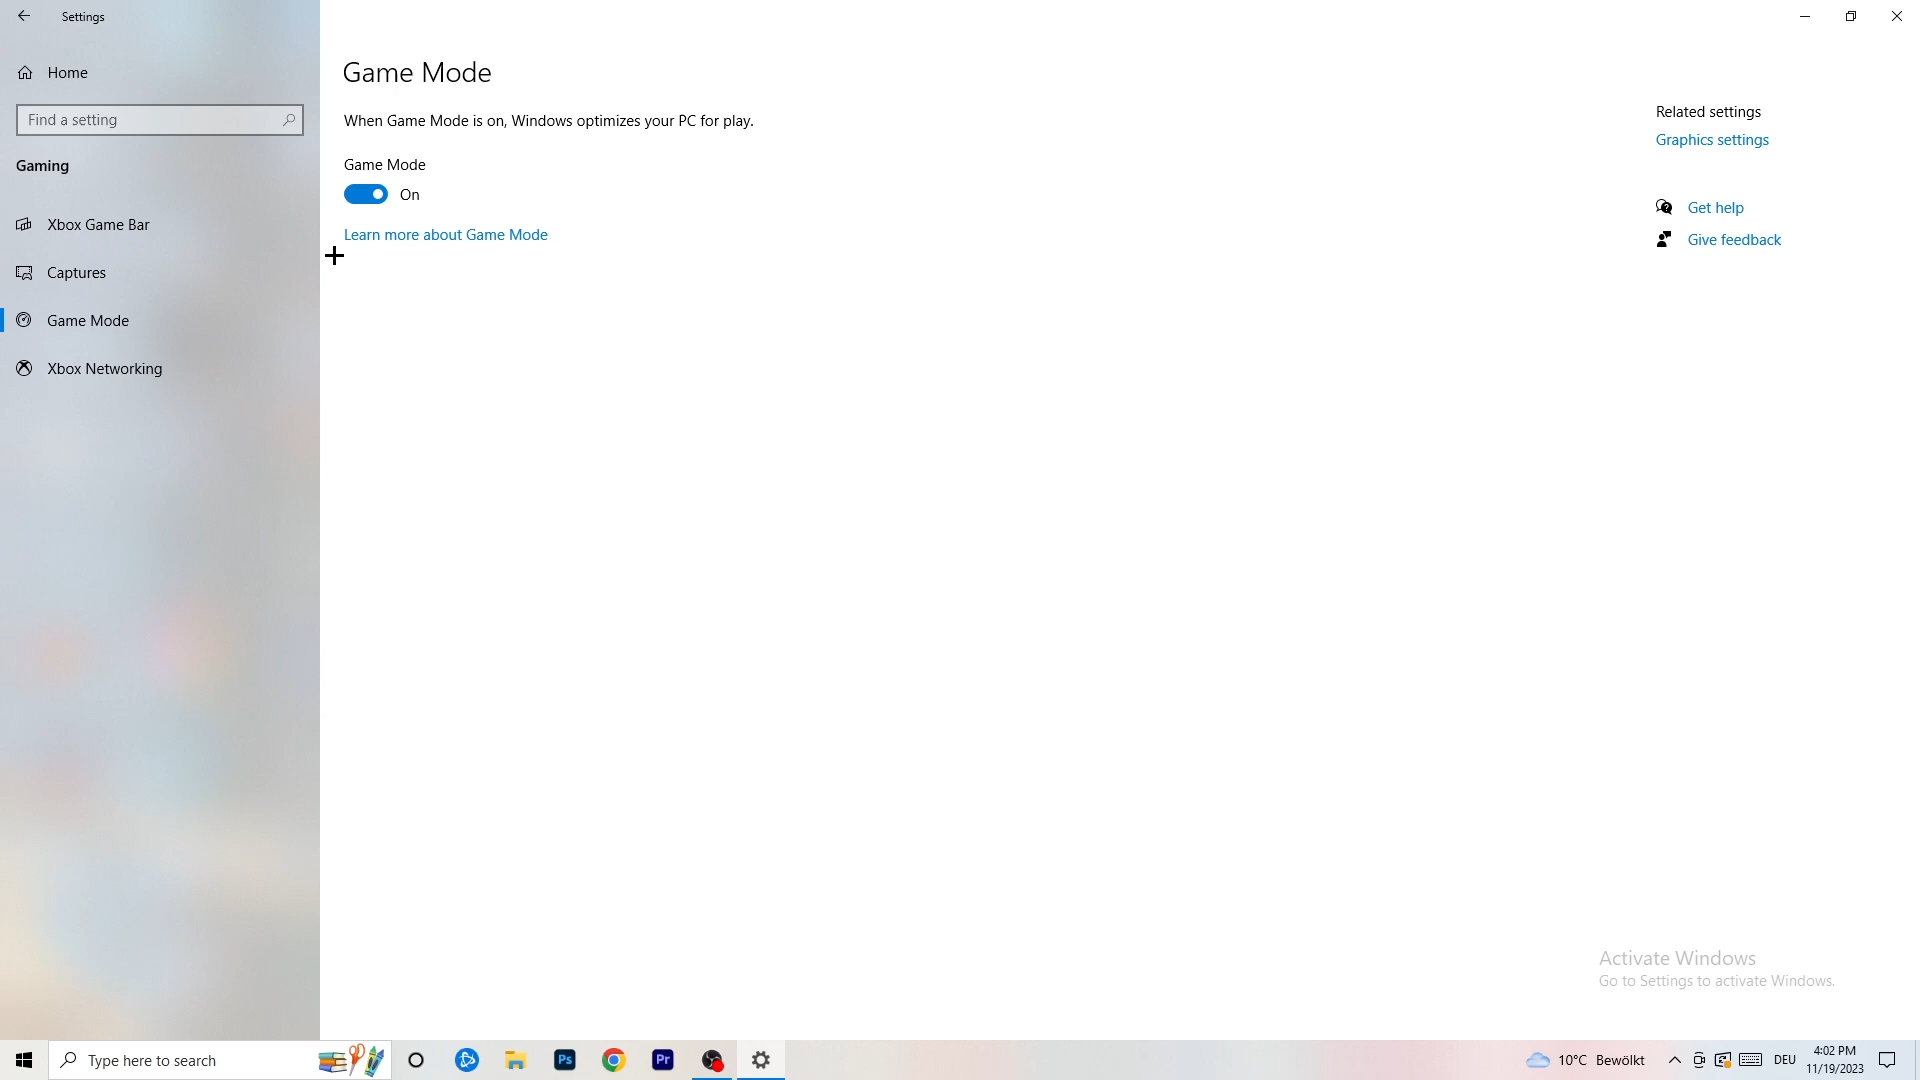 Settings
Home
Find a setting
Gaming
Xbox Game Bar
Captures
Game Mode
Xbox Networking
Game Mode
When Game Mode is on, Windows optimizes your PC for play.
Game Mode
On
Learn more about Game Mode
Related settings
Graphics settings
Get help
Give feedback
Activate Windows
Go to Settings to activate Windows.
Type here to search
Ps
Pr
10°C Bewölkt
DEU
4:02 PM
11/19/2023